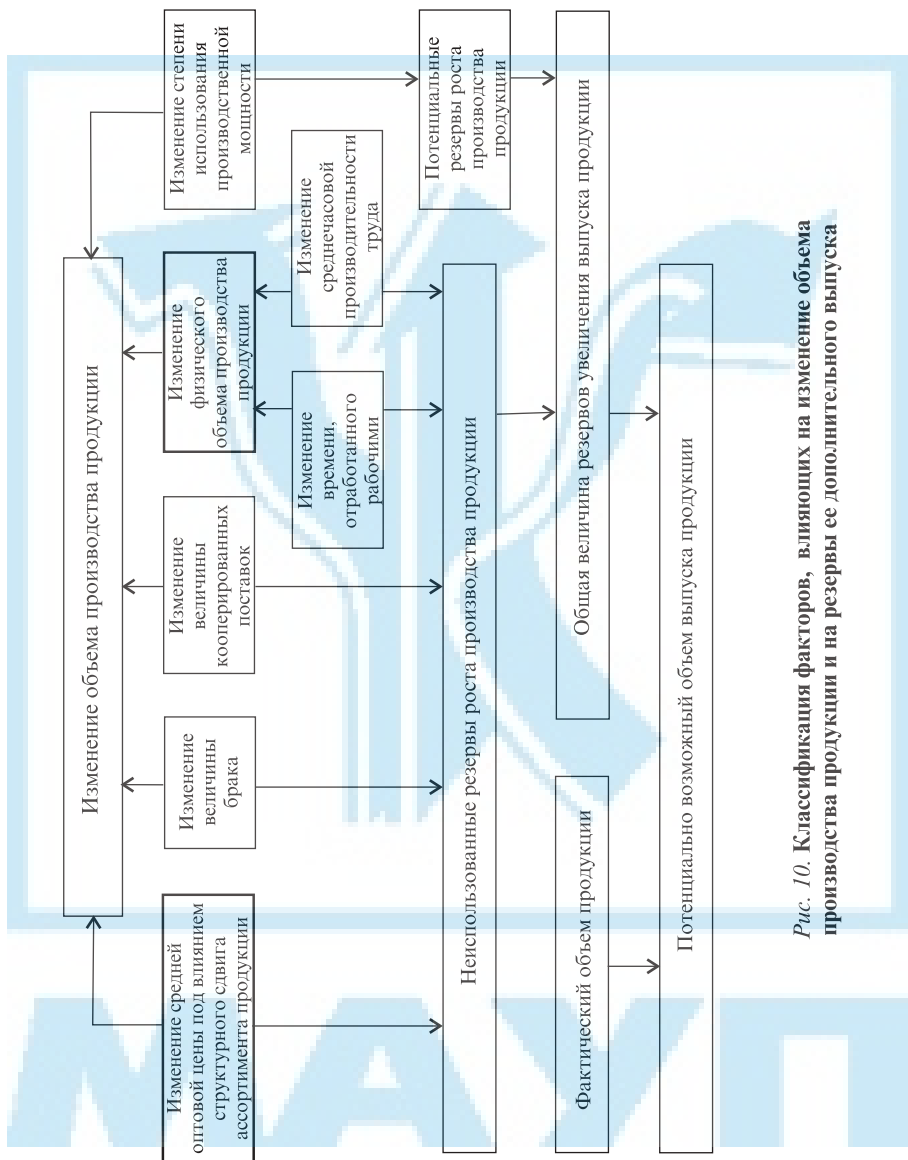 Изменение объема производства продукции
Изменение средней
оптовой цены под влиянием
структурного сдвига
ассортимента продукции
Изменение
величины
брака
Изменение
величины
кооперированных
поставок
Изменение
физического
объема производства
продукции
Изменение степени
использования
производственной
мощности
Изменение
времени,
отработанного
рабочими
Изменение
среднечасовой
производительности
труда
Неиспользованные резервы роста производства продукции
Потенциальные
резервы роста
производства
продукции
Фактический объем продукции
Общая величина резервов увеличения выпуска продукции
Потенциально возможный объем выпуска продукции
Рис. 10. Классификация факторов, влияющих на изменение объема
производства продукции и на резервы ее дополнительного выпуска
МАУП